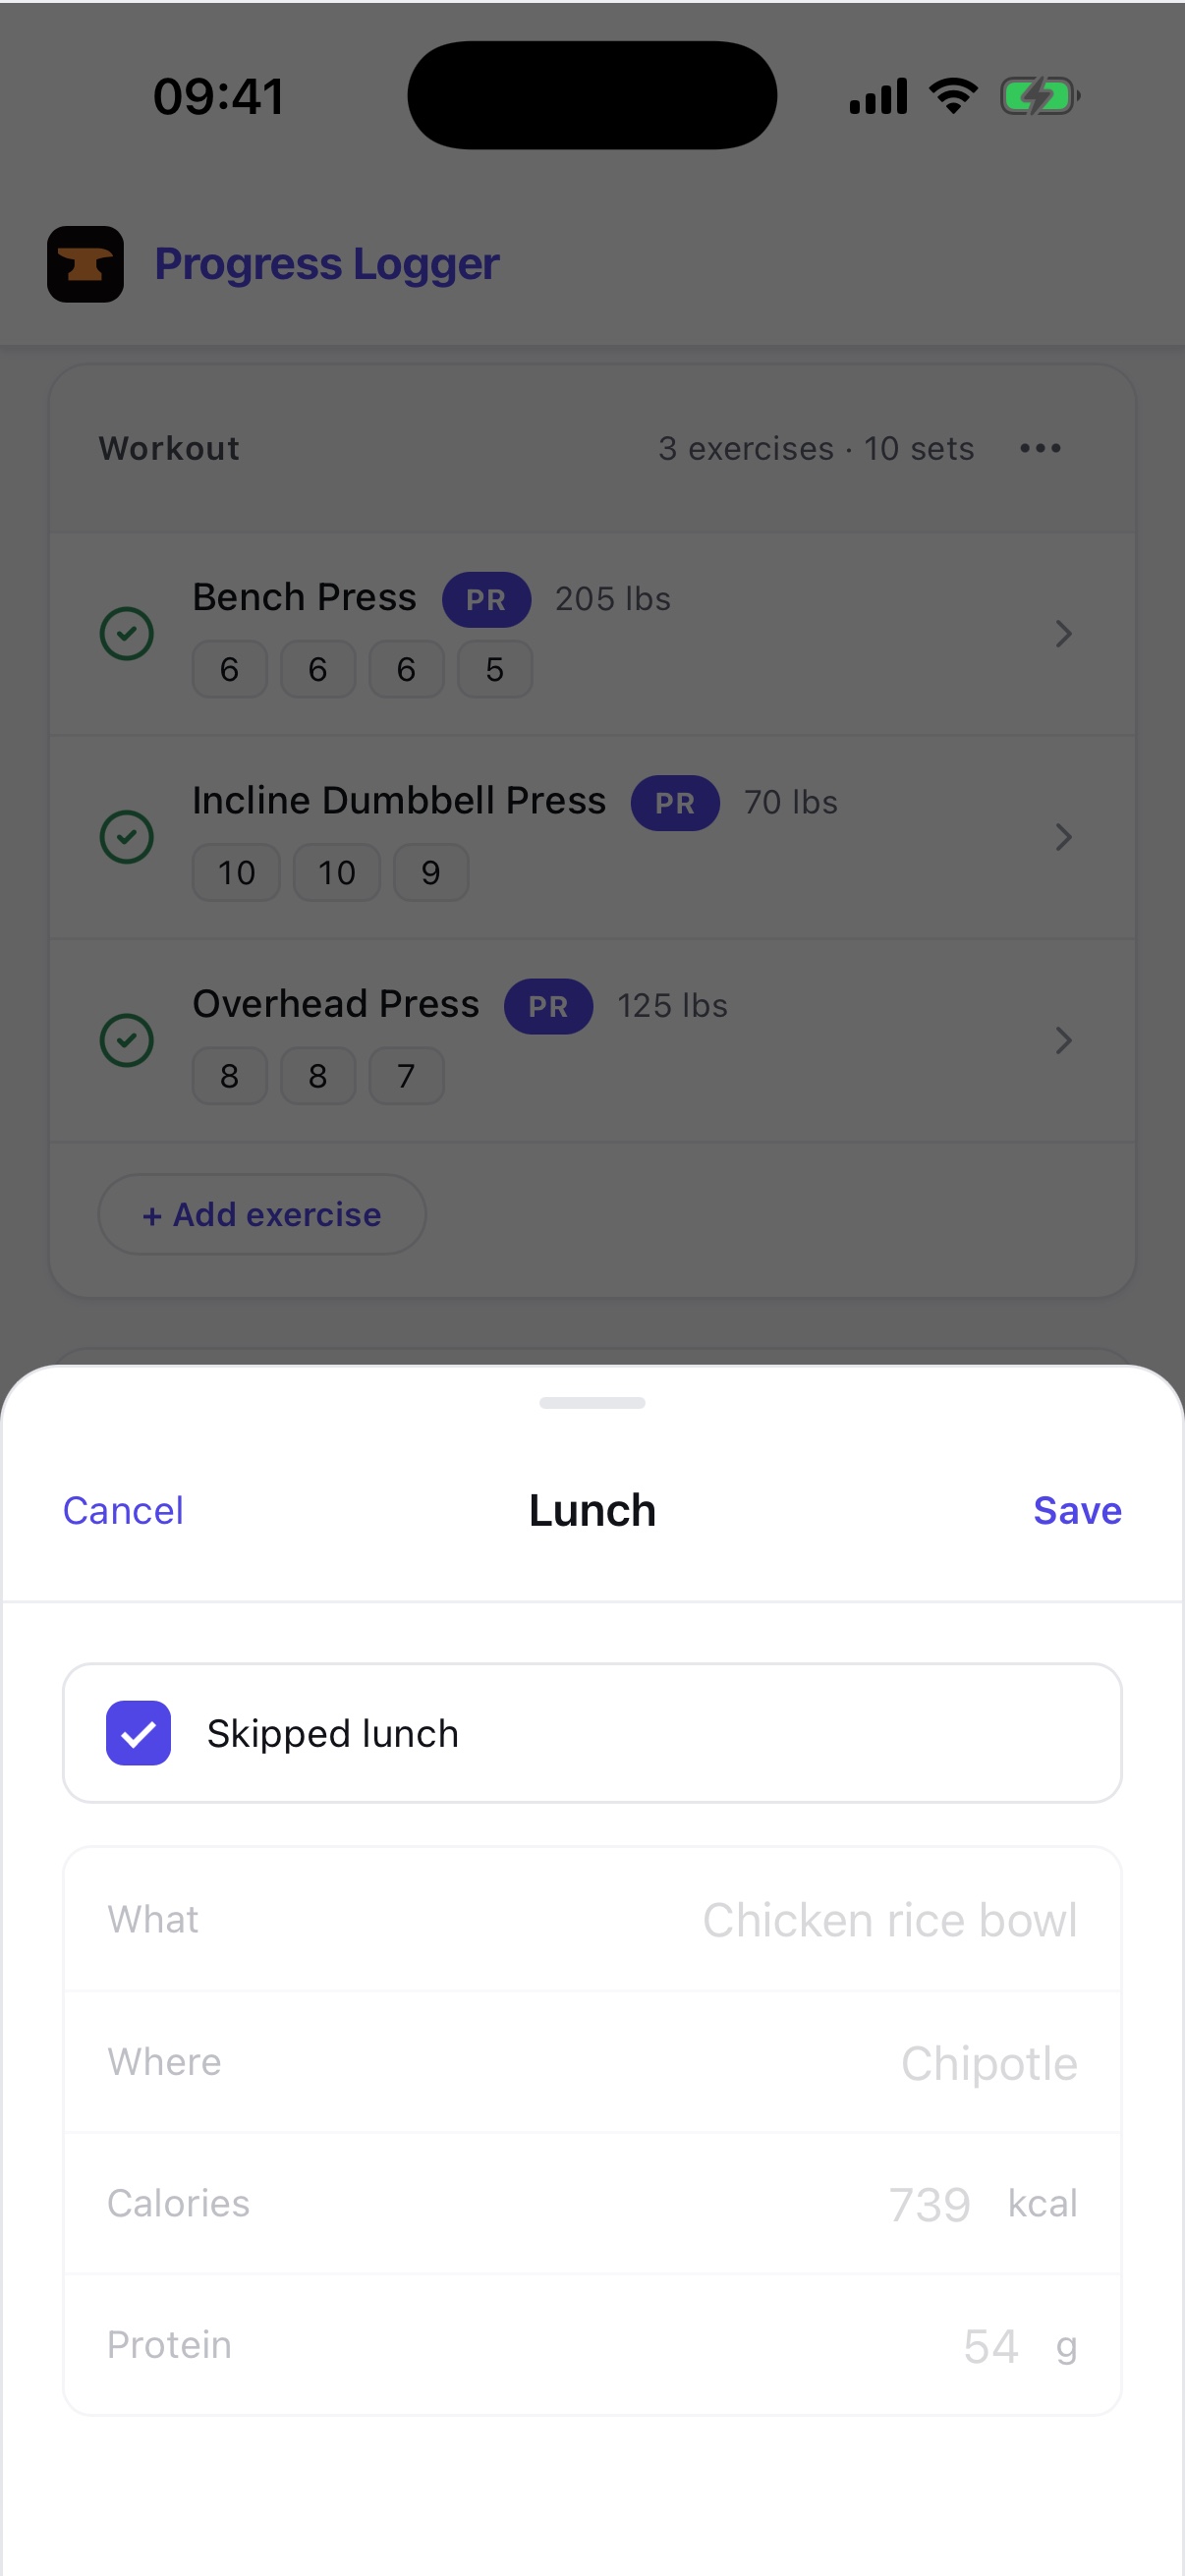 09:41
Progress Logger
Workout 3 exercises · 10 sets
Bench Press PR 205 lbs
6 6 6 5
Incline Dumbbell Press PR 70 lbs
10 10 9
Overhead Press PR 125 lbs
8 8 7
+ Add exercise
Cancel Lunch Save
Skipped lunch
What Chicken rice bowl
Where Chipotle
Calories 739 kcal
Protein 54 g